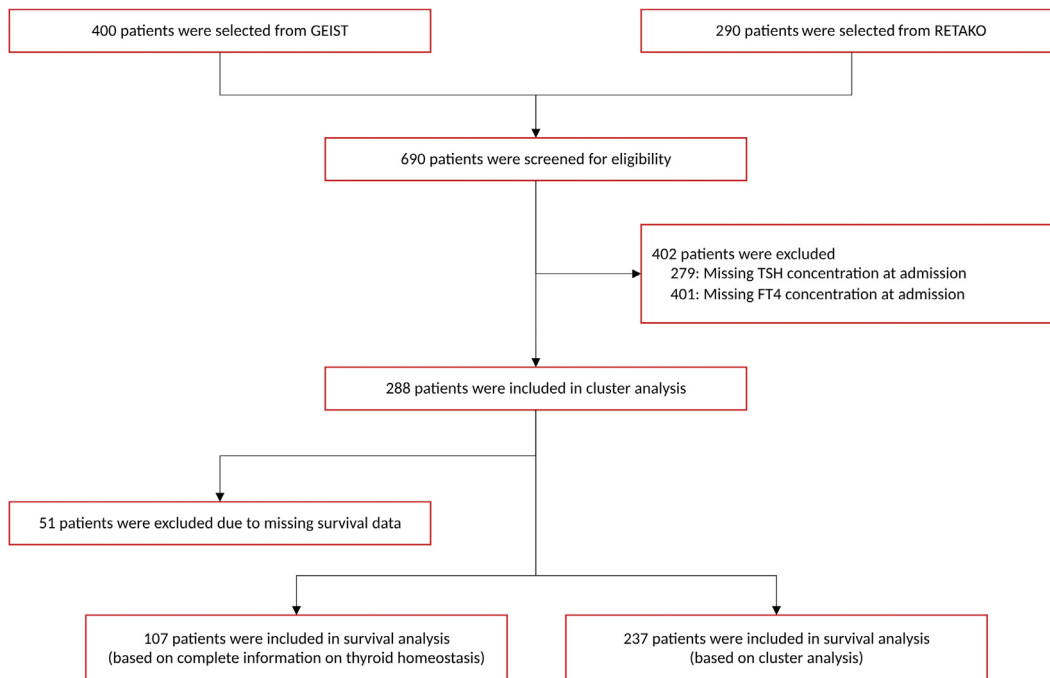 400 patients were selected from GEIST
290 patients were selected from RETAKO
690 patients were screened for eligibility
402 patients were excluded
279: Missing TSH concentration at admission
401: Missing FT4 concentration at admission
288 patients were included in cluster analysis
51 patients were excluded due to missing survival data
107 patients were included in survival analysis
(based on complete information on thyroid homeostasis)
237 patients were included in survival analysis
(based on cluster analysis)